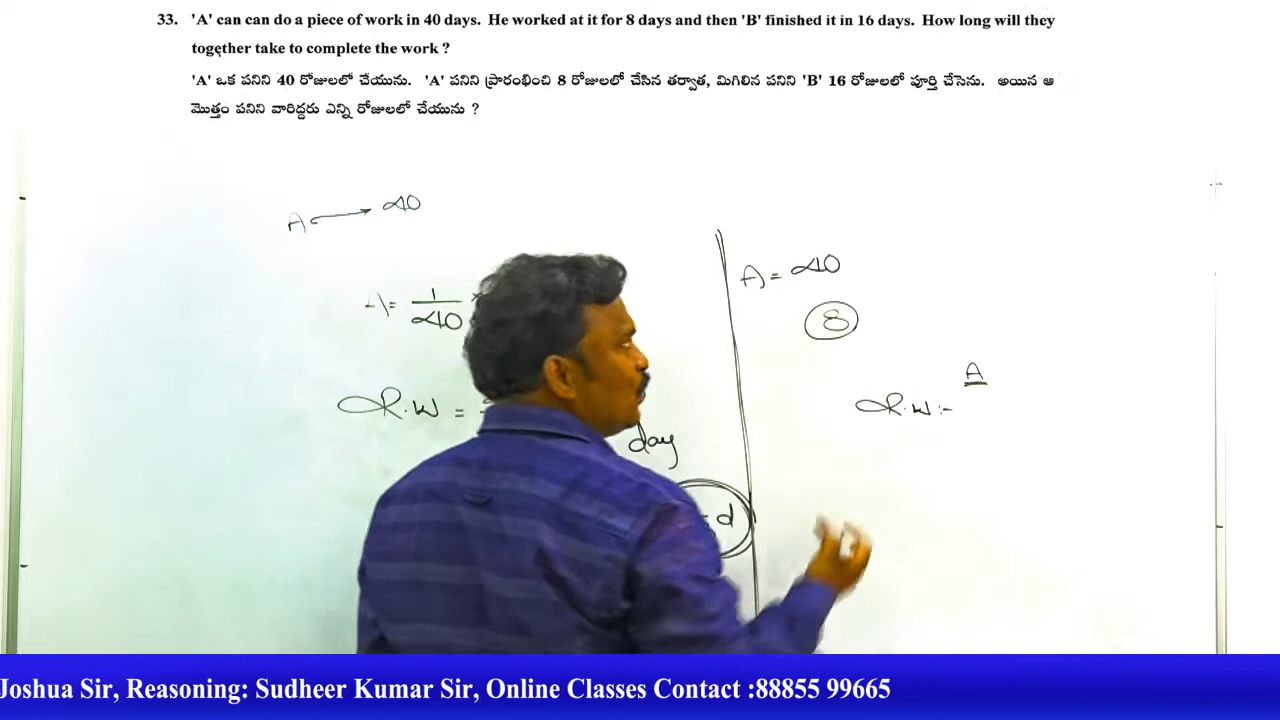 33. 'A' can can do a piece of work in 40 days. He worked at it for 8 days and then 'B' finished it in 16 days. How long will they
together take to complete the work ?
'A' ఒక పనిని 40 రోజులలో చేయును. 'A' పనిని ప్రారంభించి 8 రోజులలో చేసిన తర్వాత, మిగిలిన పనిని 'B' 16 రోజులలో పూర్తి చేసెను. అయిన ఆ
మొత్తం పనిని వారిద్దరు ఎన్ని రోజులలో చేయును ?
A → 40
A = 1/40
R.W =
day
d
A = 40
8
A
R.W :-
Joshua Sir, Reasoning: Sudheer Kumar Sir, Online Classes Contact :88855 99665